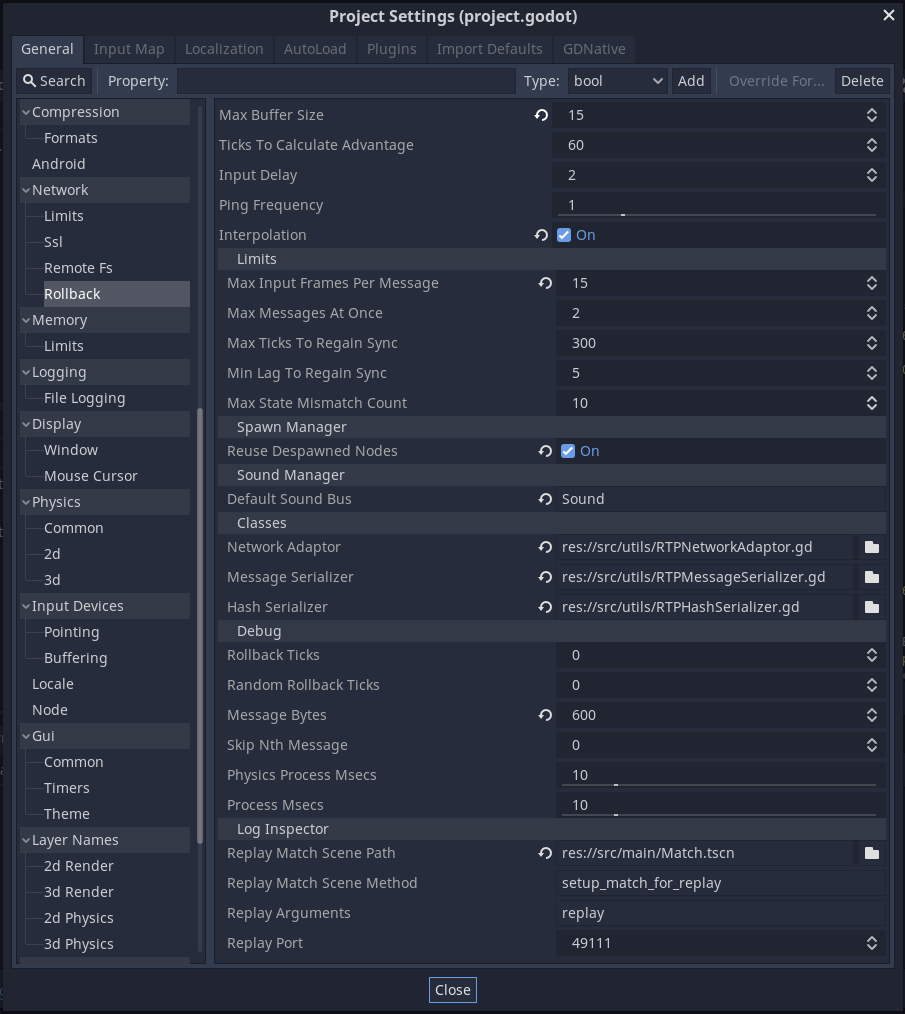 Project Settings (project.godot)
General Input Map Localization AutoLoad Plugins Import Defaults GDNative
Search Property: Type: bool Add Override For... Delete
Compression
Formats
Android
Network
Limits
Ssl
Remote Fs
Rollback
Memory
Limits
Logging
File Logging
Display
Window
Mouse Cursor
Physics
Common
2d
3d
Input Devices
Pointing
Buffering
Locale
Node
Gui
Common
Timers
Theme
Layer Names
2d Render
3d Render
2d Physics
3d Physics
Max Buffer Size 15
Ticks To Calculate Advantage 60
Input Delay 2
Ping Frequency 1
Interpolation On
Limits
Max Input Frames Per Message 15
Max Messages At Once 2
Max Ticks To Regain Sync 300
Min Lag To Regain Sync 5
Max State Mismatch Count 10
Spawn Manager
Reuse Despawned Nodes On
Sound Manager
Default Sound Bus Sound
Classes
Network Adaptor res://src/utils/RTPNetworkAdaptor.gd
Message Serializer res://src/utils/RTPMessageSerializer.gd
Hash Serializer res://src/utils/RTPHashSerializer.gd
Debug
Rollback Ticks 0
Random Rollback Ticks 0
Message Bytes 600
Skip Nth Message 0
Physics Process Msecs 10
Process Msecs 10
Log Inspector
Replay Match Scene Path res://src/main/Match.tscn
Replay Match Scene Method setup_match_for_replay
Replay Arguments replay
Replay Port 49111
Close